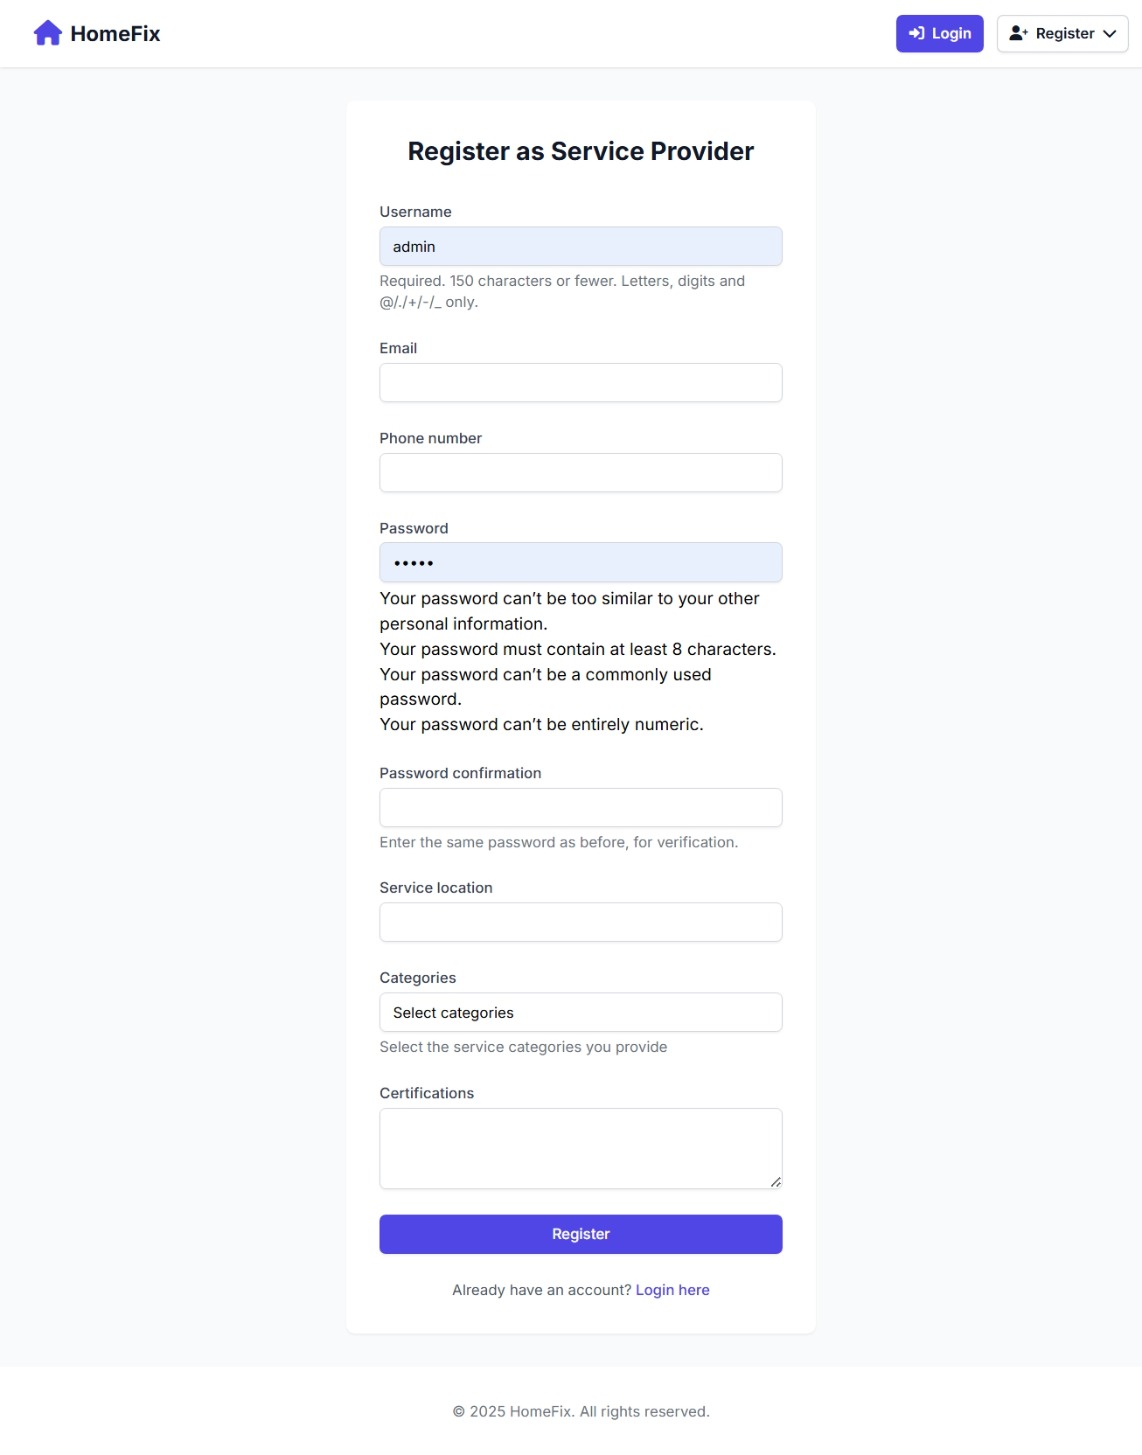 HomeFix
Login
Register
Register as Service Provider
Username
admin
Required. 150 characters or fewer. Letters, digits and
@/./+/-/_ only.
Email
Phone number
Password
•••••
Your password can’t be too similar to your other
personal information.
Your password must contain at least 8 characters.
Your password can’t be a commonly used
password.
Your password can’t be entirely numeric.
Password confirmation
Enter the same password as before, for verification.
Service location
Categories
Select categories
Select the service categories you provide
Certifications
Register
Already have an account? Login here
© 2025 HomeFix. All rights reserved.